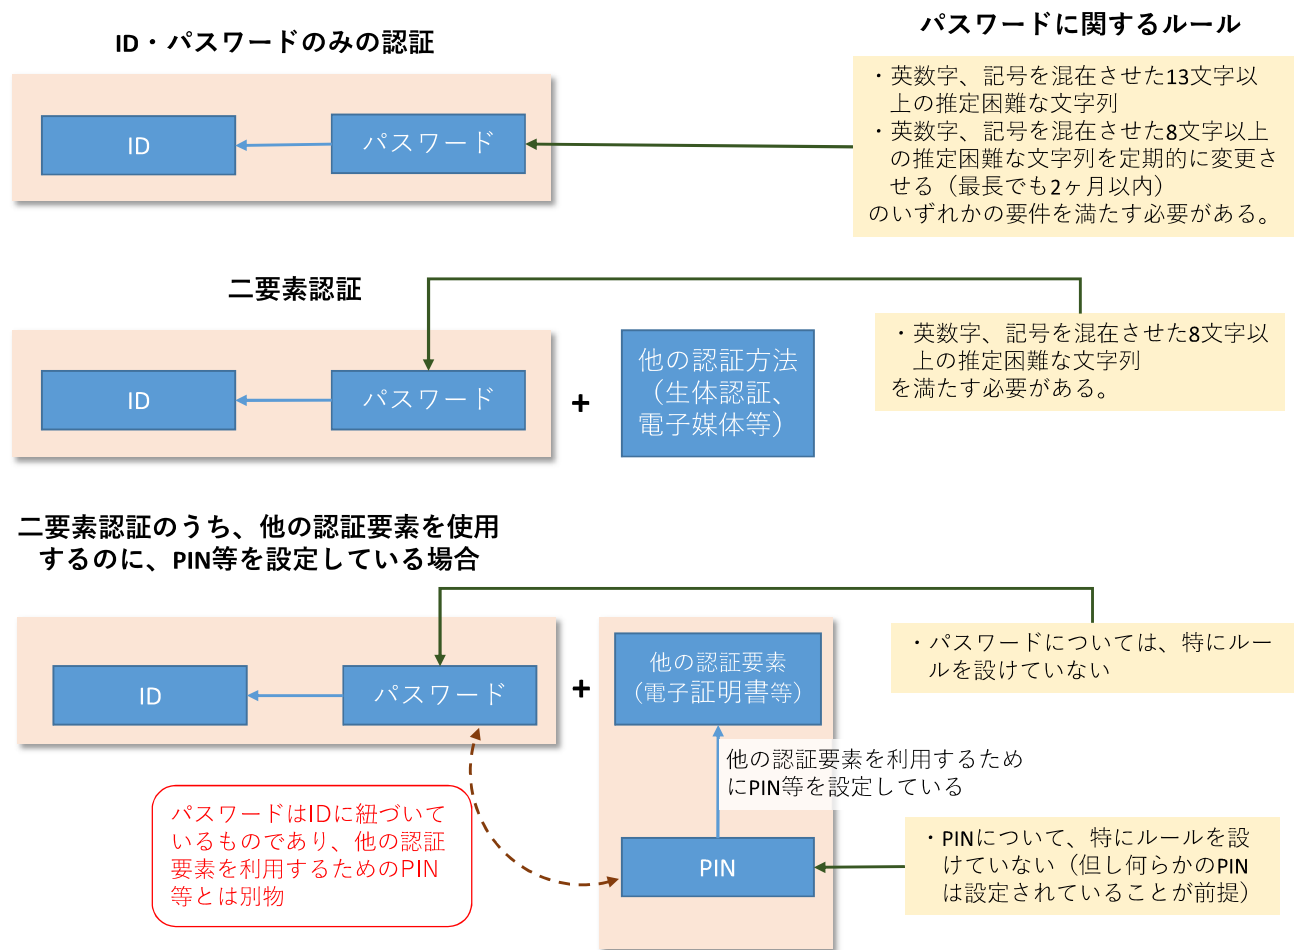 パスワードに関するルール
ID・パスワードのみの認証
ID
パスワード
・英数字、記号を混在させた13文字以
上の推定困難な文字列
・英数字、記号を混在させた8文字以上
の推定困難な文字列を定期的に変更さ
せる（最長でも2ヶ月以内）
のいずれかの要件を満たす必要がある。
二要素認証
ID
パスワード
+
他の認証方法
（生体認証、
電子媒体等）
・英数字、記号を混在させた8文字以
上の推定困難な文字列
を満たす必要がある。
二要素認証のうち、他の認証要素を使用
するのに、PIN等を設定している場合
ID
パスワード
+
他の認証要素
（電子証明書等）
・パスワードについては、特にルー
ルを設けていない
他の認証要素を利用するため
にPIN等を設定している
パスワードはIDに紐づいて
いるものであり、他の認証
要素を利用するためのPIN
等とは別物
PIN
・PINについて、特にルールを設
けていない（但し何らかのPIN
は設定されていることが前提）